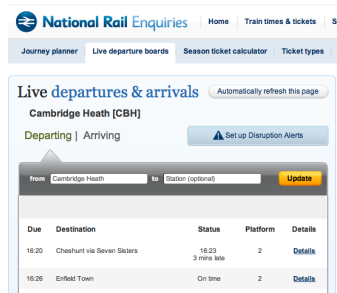 National Rail Enquiries Home Train times & tickets S
Journey planner Live departure boards Season ticket calculator Ticket types
Live departures & arrivals Automatically refresh this page
Cambridge Heath [CBH]
Departing | Arriving Set up Disruption Alerts
from Cambridge Heath to Station (optional) Update
Due Destination Status Platform Details
16:20 Cheshunt via Seven Sisters 16:23 2 Details
3 mins late
16:26 Enfield Town On time 2 Details